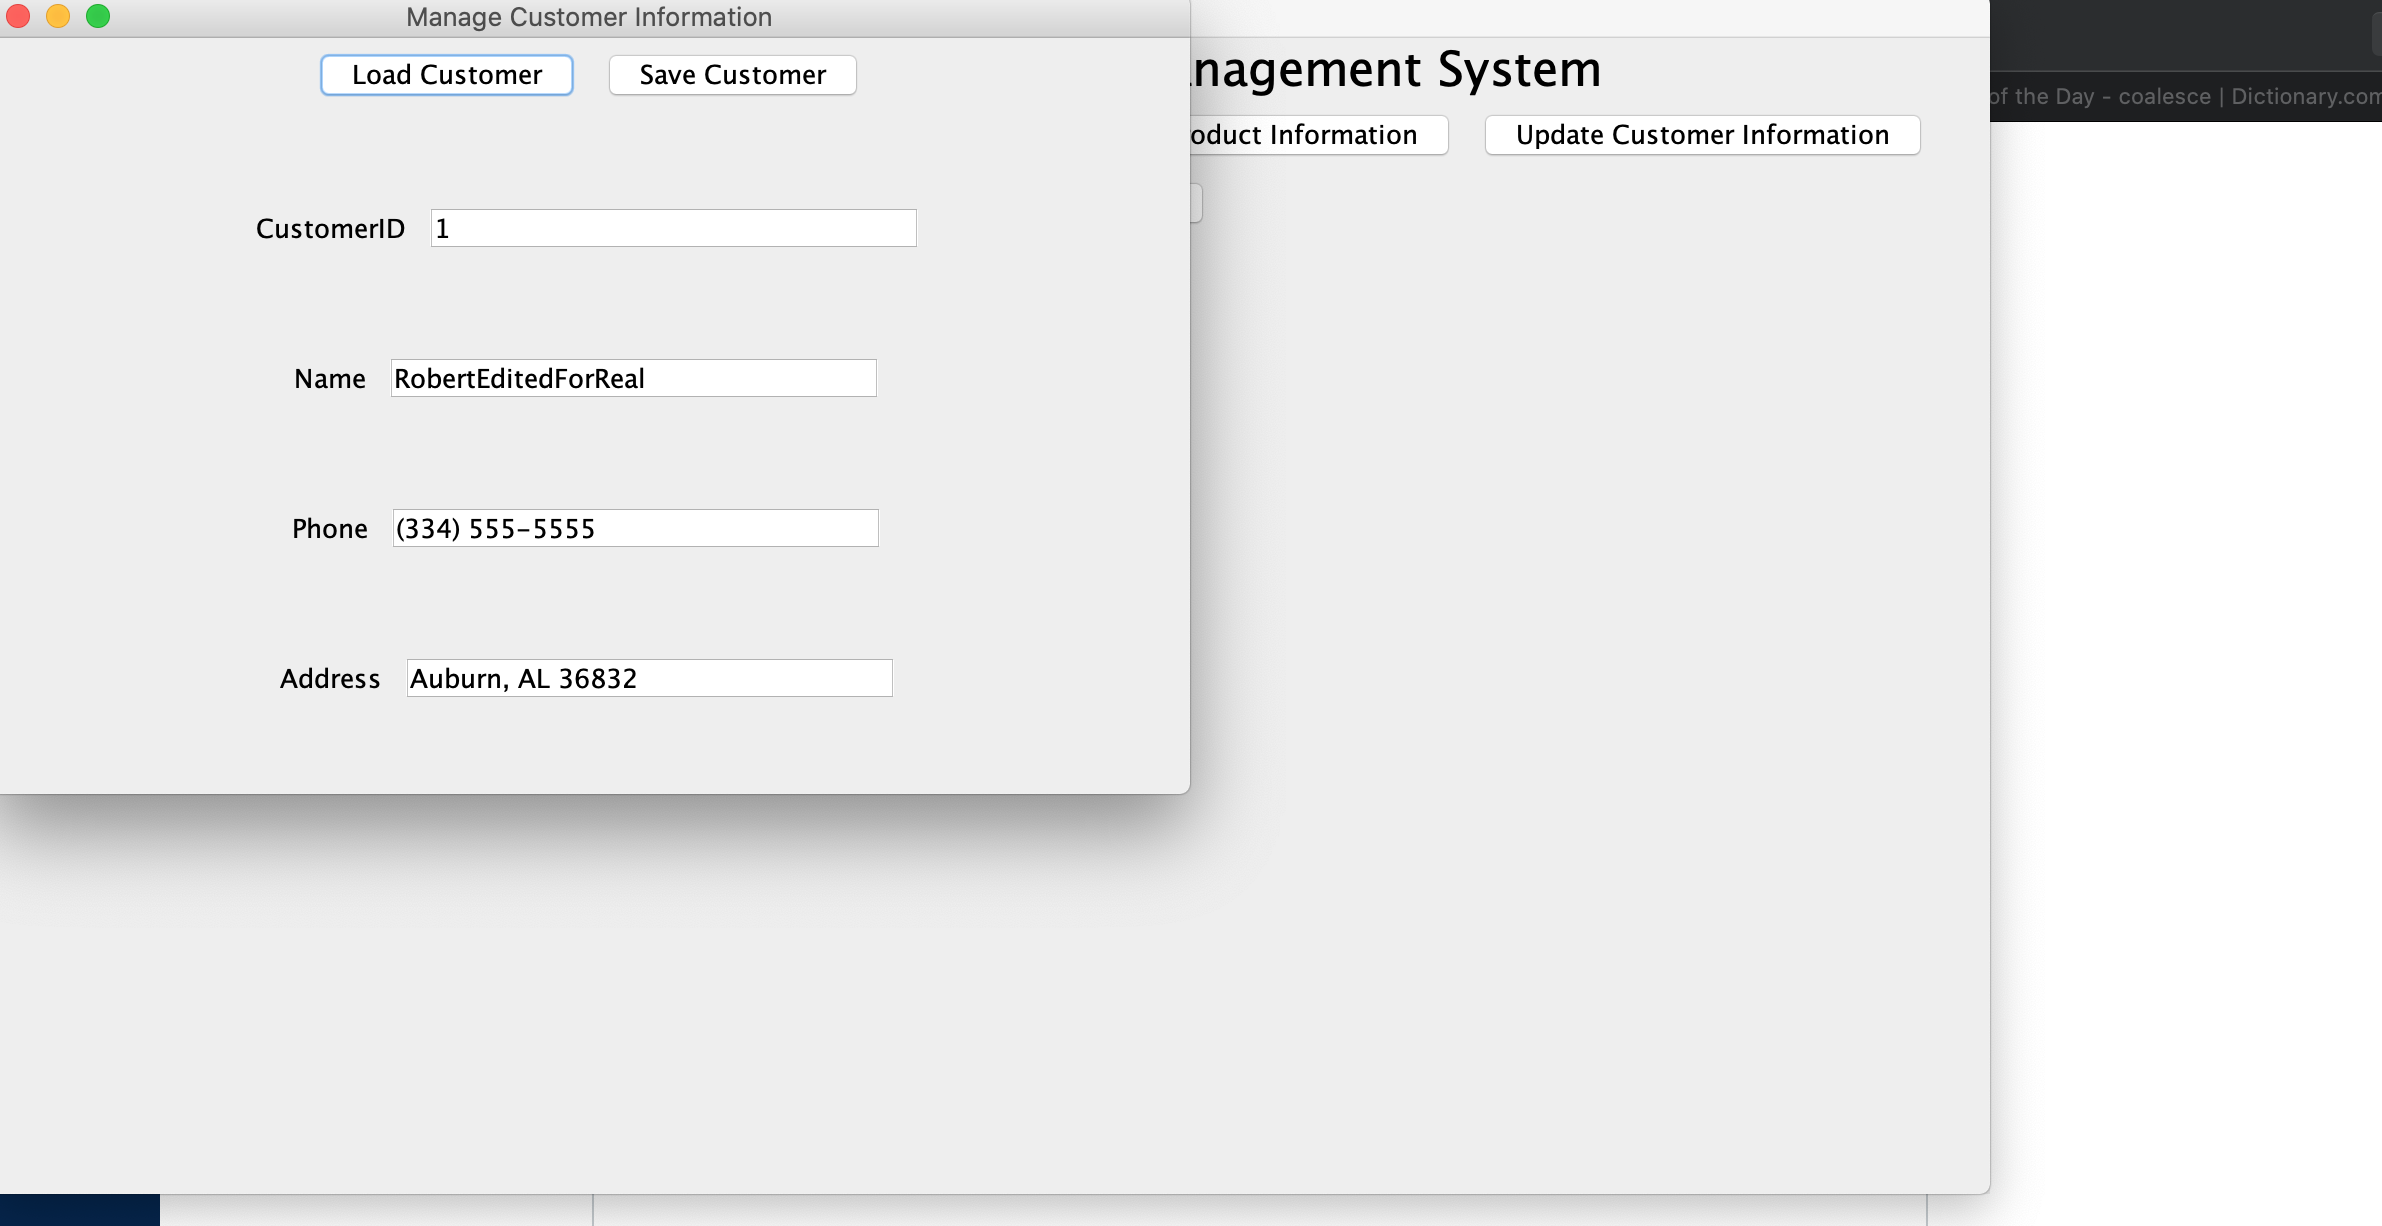 Manage Customer Information
Load Customer Save Customer
CustomerID 1
Name RobertEditedForReal
Phone (334) 555-5555
Address Auburn, AL 36832
nagement System
oduct Information Update Customer Information
of the Day - coalesce | Dictionary.com